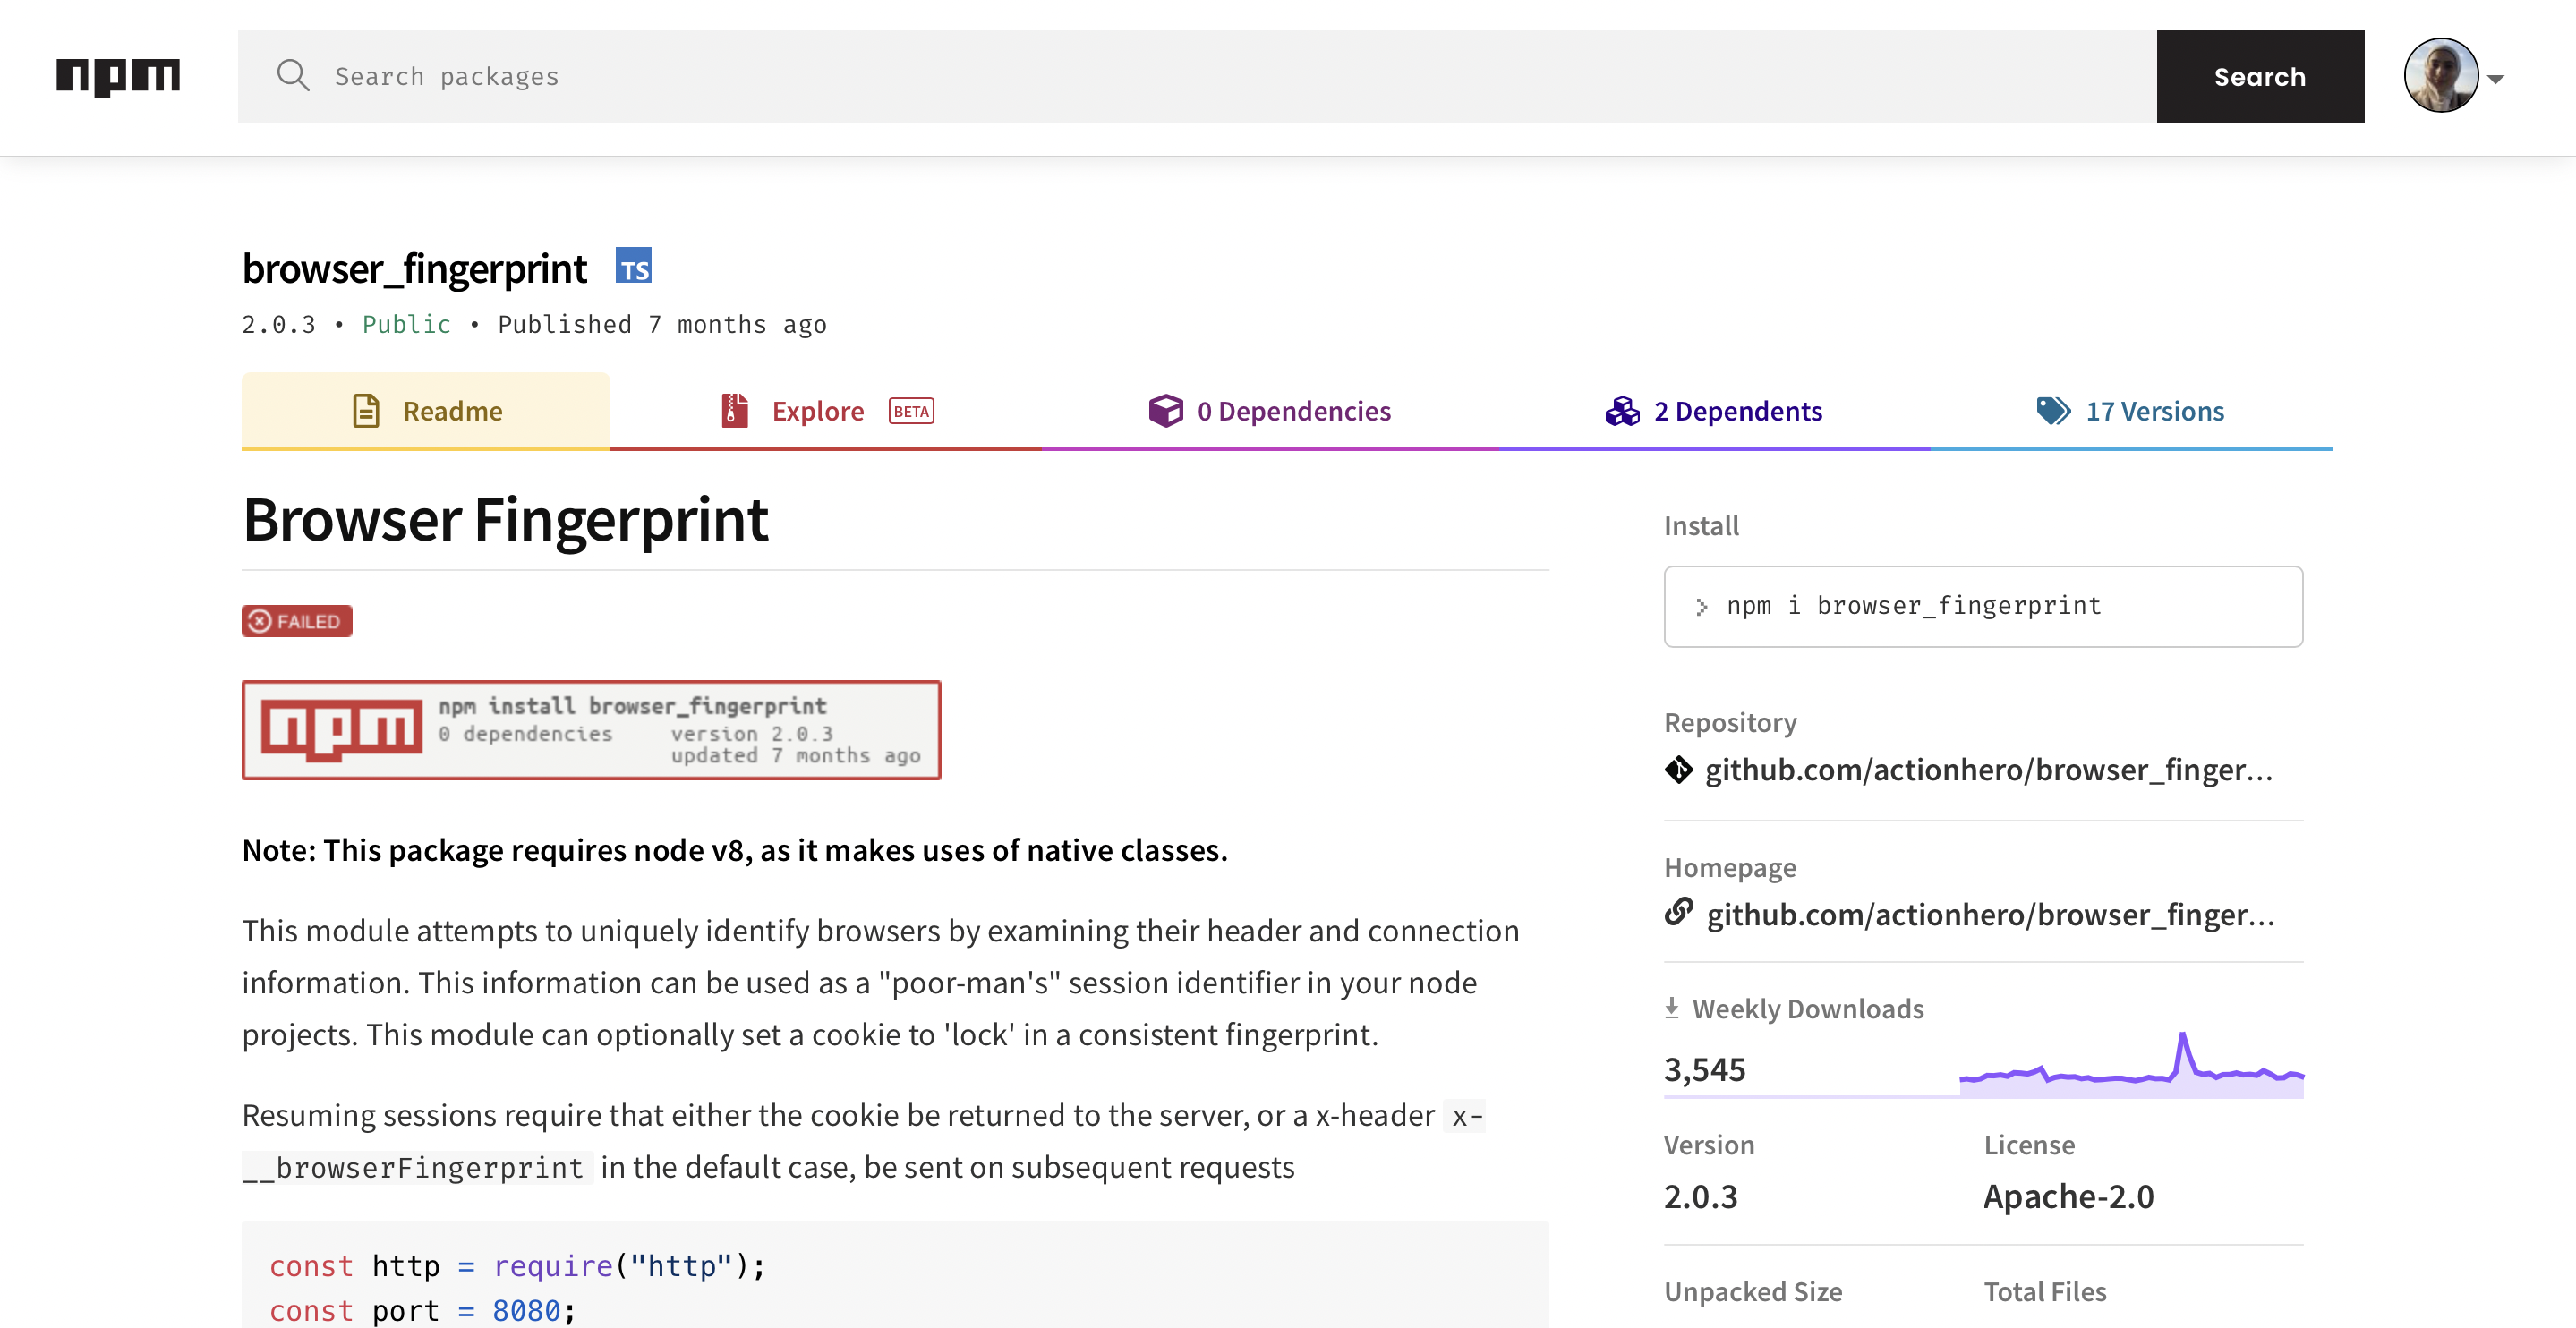 npm
Search packages
Search
browser_fingerprint TS
2.0.3 • Public • Published 7 months ago
Readme
Explore BETA
0 Dependencies
2 Dependents
17 Versions
Browser Fingerprint
FAILED
npm
npm install browser_fingerprint
0 dependencies version 2.0.3
updated 7 months ago
Note: This package requires node v8, as it makes uses of native classes.
This module attempts to uniquely identify browsers by examining their header and connection
information. This information can be used as a "poor-man's" session identifier in your node
projects. This module can optionally set a cookie to 'lock' in a consistent fingerprint.
Resuming sessions require that either the cookie be returned to the server, or a x-header x-
__browserFingerprint in the default case, be sent on subsequent requests
const http = require("http");
const port = 8080;
Install
> npm i browser_fingerprint
Repository
github.com/actionhero/browser_finger...
Homepage
github.com/actionhero/browser_finger...
Weekly Downloads
3,545
Version
2.0.3
License
Apache-2.0
Unpacked Size
Total Files